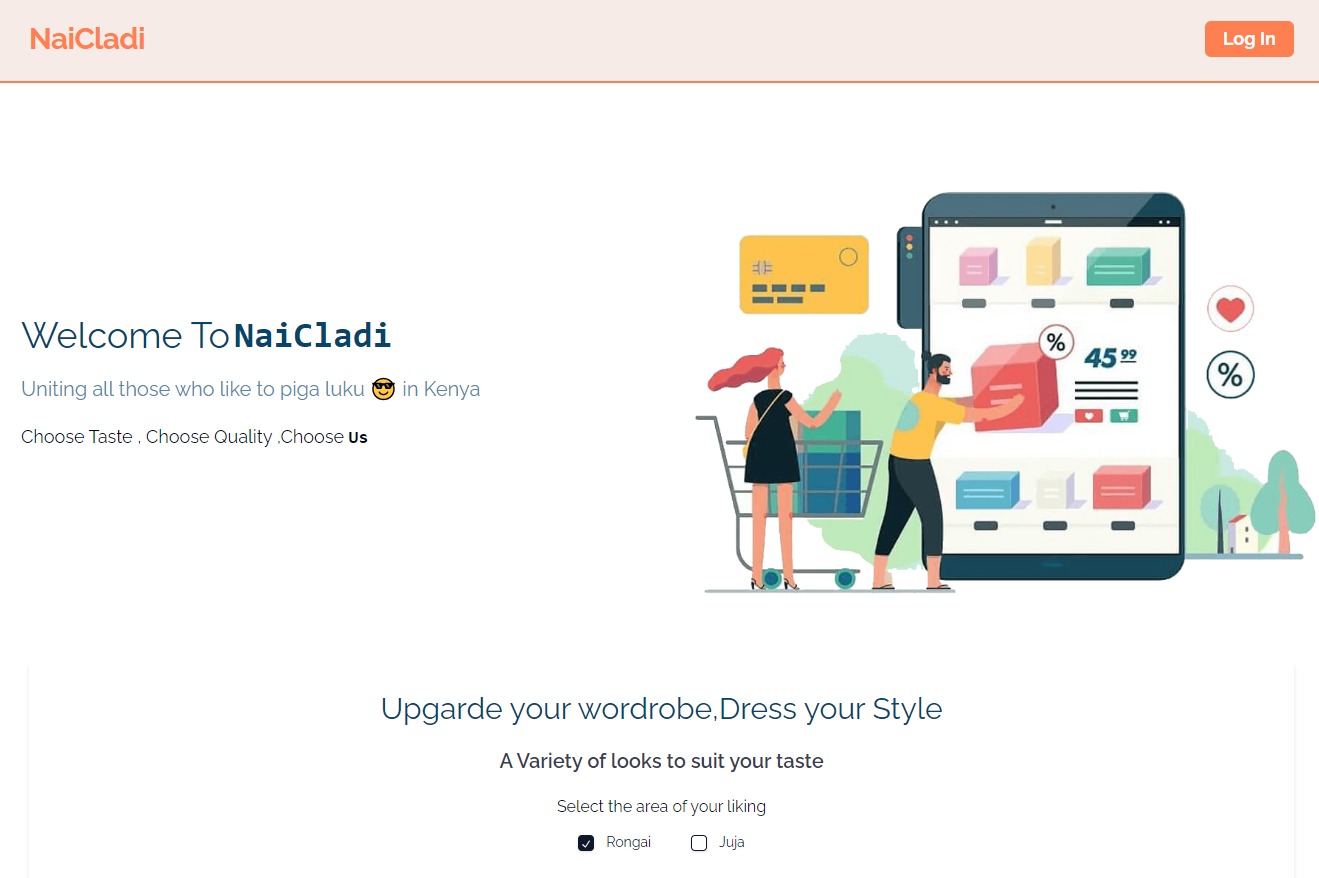 NaiCladi
Log In
Welcome To NaiCladi
Uniting all those who like to piga luku 😎 in Kenya
Choose Taste , Choose Quality ,Choose Us
%
45 99
%
Upgarde your wordrobe,Dress your Style
A Variety of looks to suit your taste
Select the area of your liking
Rongai
Juja